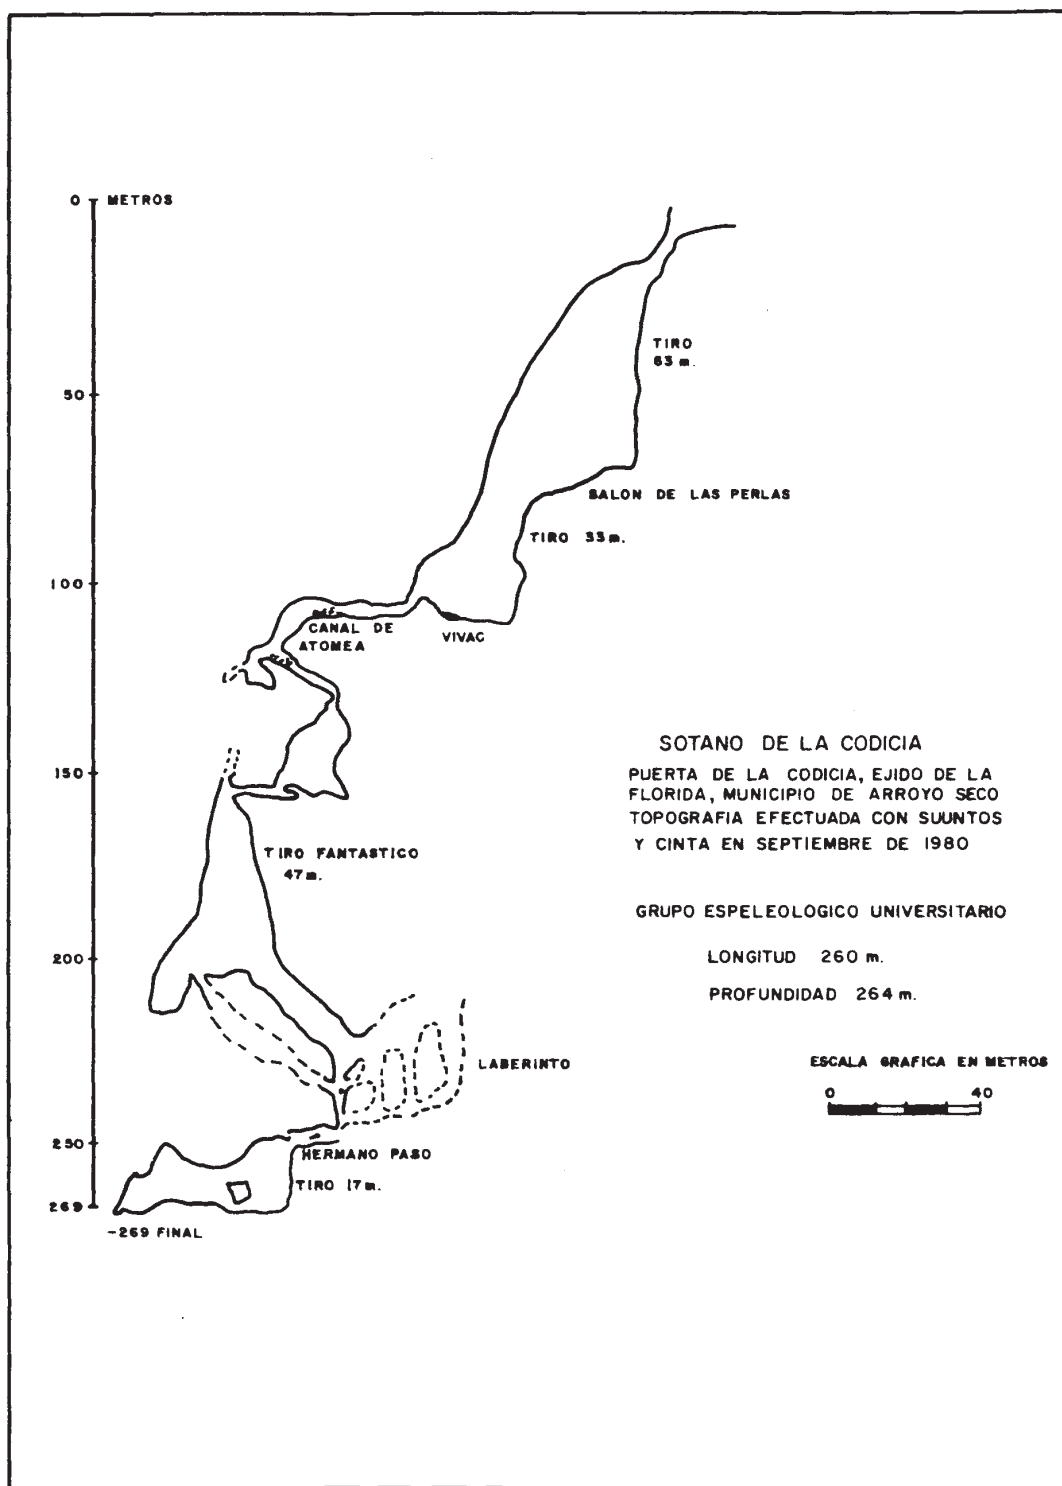 0 METROS
TIRO
63 m.
50
SALON DE LAS PERLAS
TIRO 33 m.
100
CANAL DE
ATOMEA
VIVAC
150
SOTANO DE LA CODICIA
PUERTA DE LA CODICIA, EJIDO DE LA
FLORIDA, MUNICIPIO DE ARROYO SECO
TOPOGRAFIA EFECTUADA CON SUUNTOS
Y CINTA EN SEPTIEMBRE DE 1980
TIRO FANTASTICO
47 m.
GRUPO ESPELEOLOGICO UNIVERSITARIO
200
LONGITUD 260 m.
PROFUNDIDAD 264 m.
LABERINTO
ESCALA GRAFICA EN METROS
0 40
250
HERMANO PASO
TIRO 17 m.
269
-269 FINAL